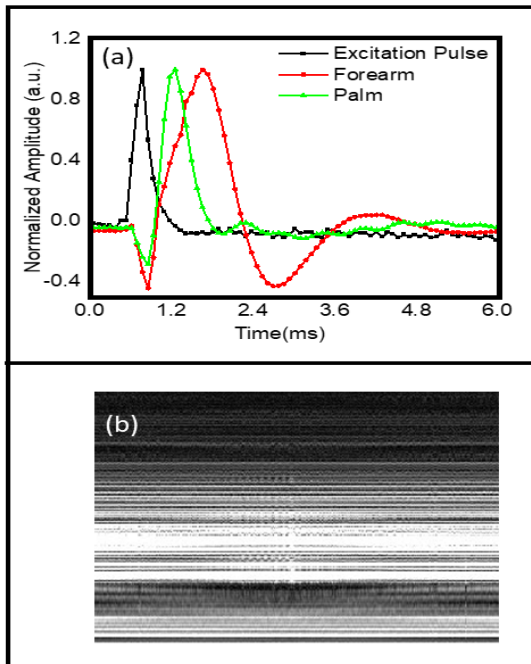 (a)
Excitation Pulse
Forearm
Palm
Normalized Amplitude (a.u.)
1.2
0.8
0.4
0.0
-0.4
0.0 1.2 2.4 3.6 4.8 6.0
Time(ms)
(b)